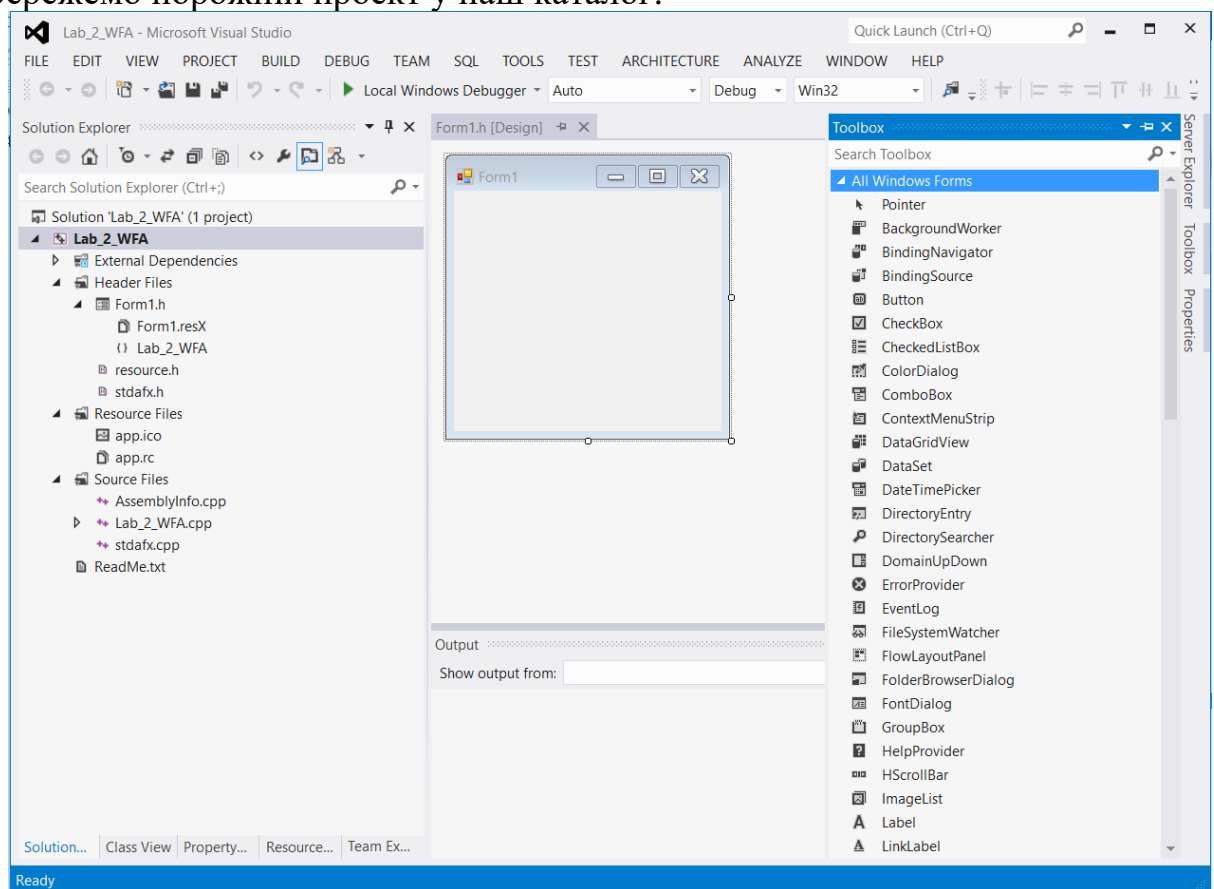 порожній проект у наш каталог:
Lab_2_WFA - Microsoft Visual Studio
Quick Launch (Ctrl+Q)
FILE EDIT VIEW PROJECT BUILD DEBUG TEAM SQL TOOLS TEST ARCHITECTURE ANALYZE WINDOW HELP
Local Windows Debugger Auto Debug Win32
Solution Explorer
Search Solution Explorer (Ctrl+;)
Solution 'Lab_2_WFA' (1 project)
Lab_2_WFA
External Dependencies
Header Files
Form1.h
Form1.resX
Lab_2_WFA
resource.h
stdafx.h
Resource Files
app.ico
app.rc
Source Files
AssemblyInfo.cpp
Lab_2_WFA.cpp
stdafx.cpp
ReadMe.txt
Solution... Class View Property... Resource... Team Ex...
Form1.h [Design]
Form1
Output
Show output from:
Toolbox
Search Toolbox
All Windows Forms
Pointer
BackgroundWorker
BindingNavigator
BindingSource
Button
CheckBox
CheckedListBox
ColorDialog
ComboBox
ContextMenuStrip
DataGridView
DataSet
DateTimePicker
DirectoryEntry
DirectorySearcher
DomainUpDown
ErrorProvider
EventLog
FileSystemWatcher
FlowLayoutPanel
FolderBrowserDialog
FontDialog
GroupBox
HelpProvider
HScrollBar
ImageList
Label
LinkLabel
Server Explorer
Toolbox
Properties
Ready